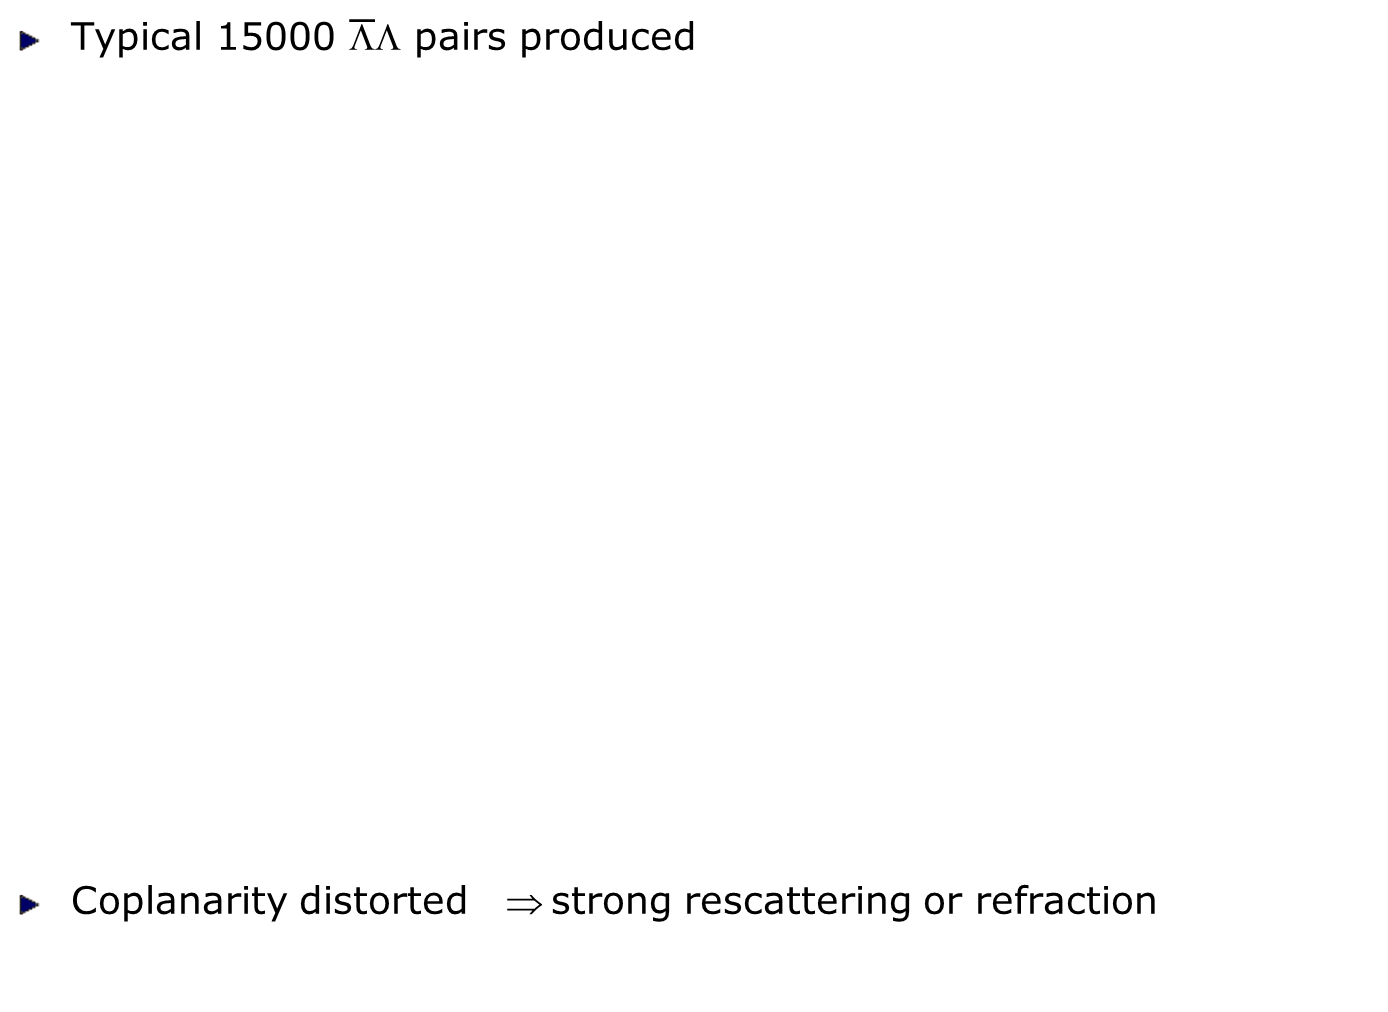 ► Typical 15000 Λ̅Λ pairs produced
► Coplanarity distorted ⇒ strong rescattering or refraction